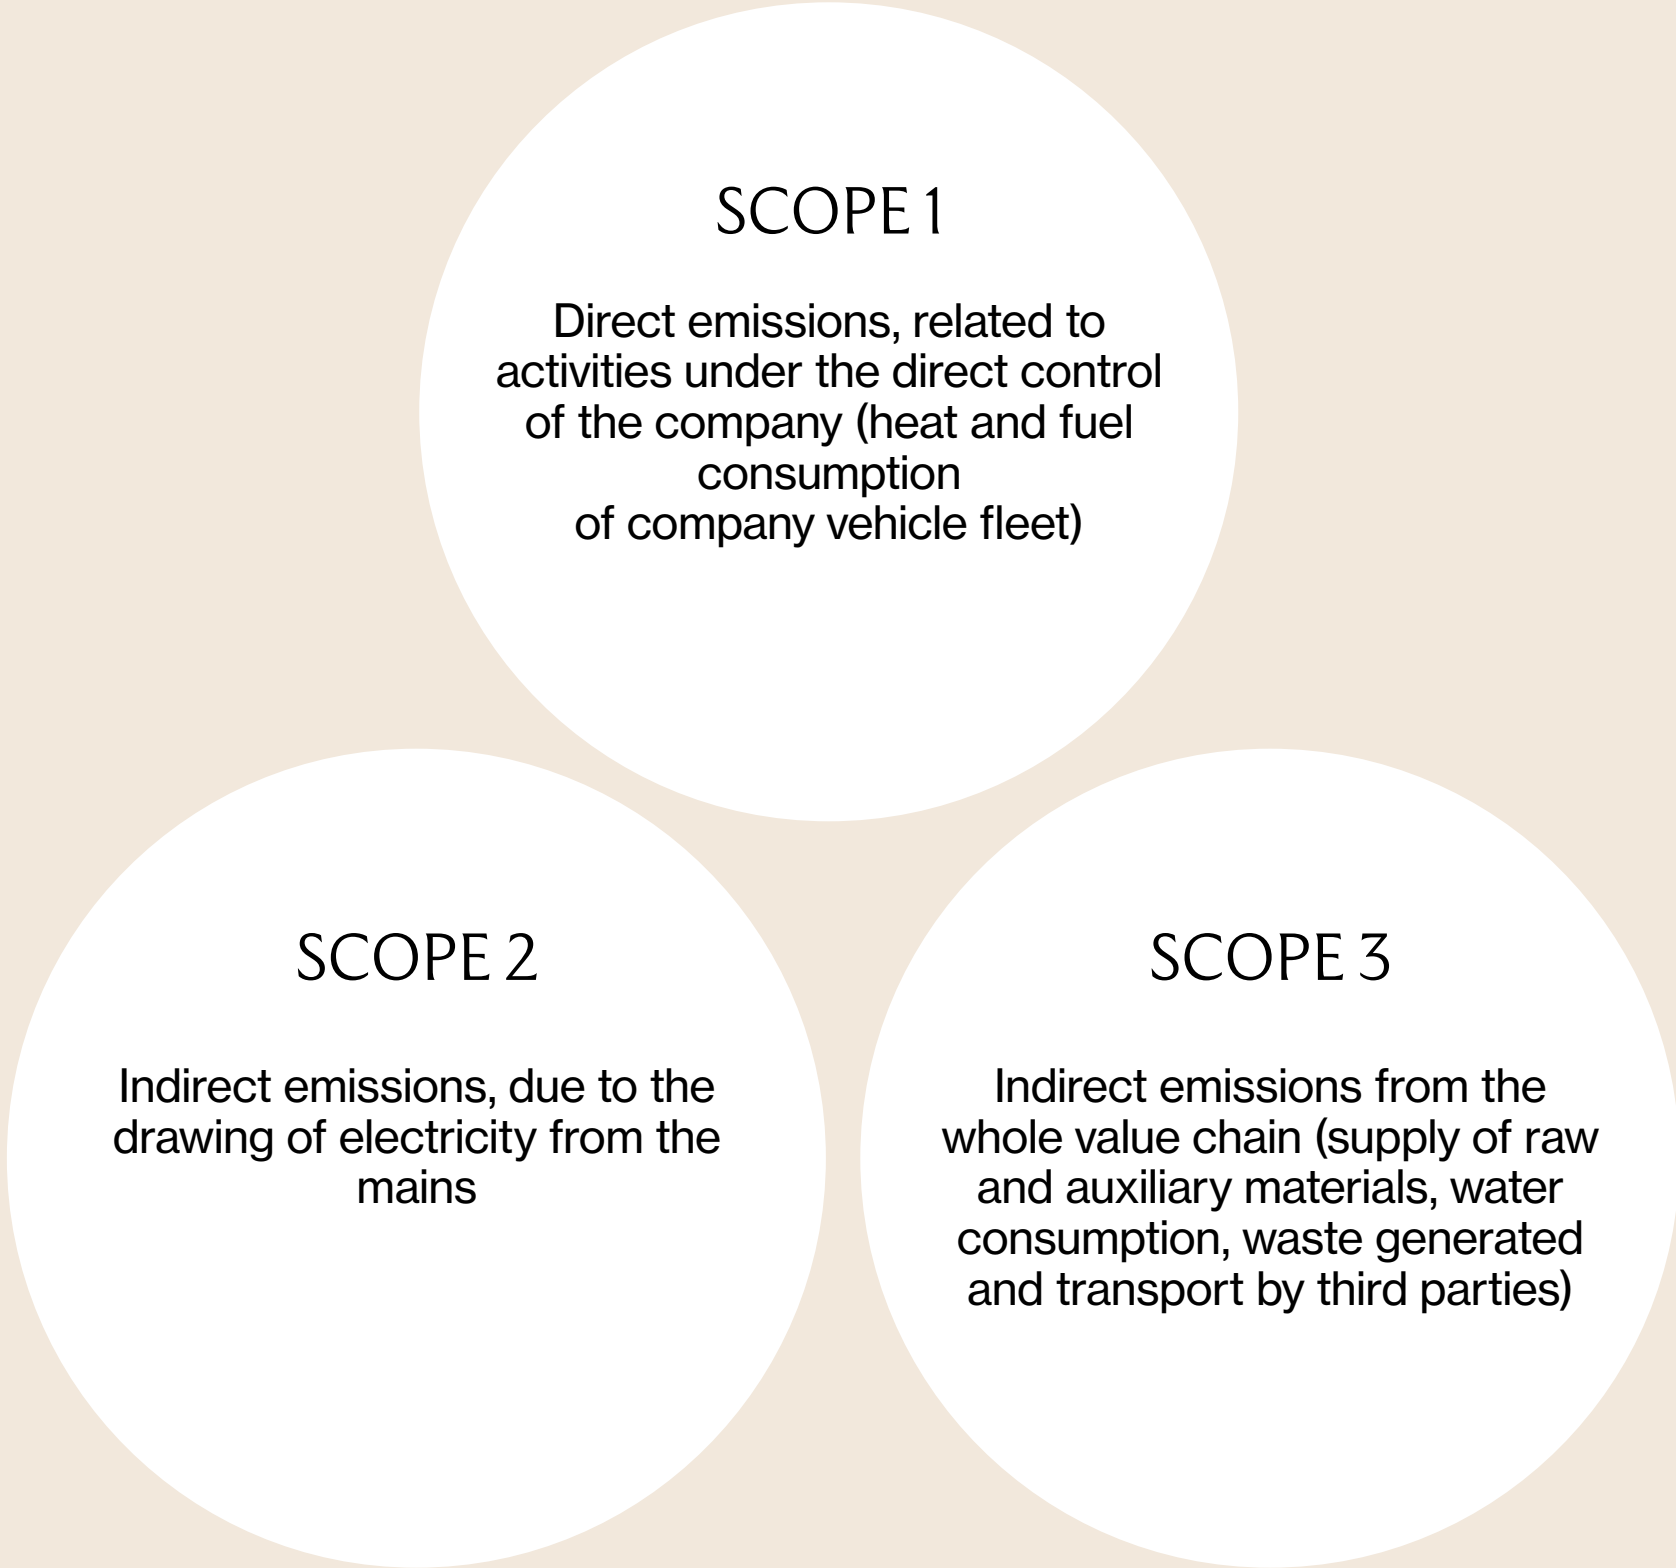 SCOPE 1
Direct emissions, related to
activities under the direct control
of the company (heat and fuel
consumption
of company vehicle fleet)
SCOPE 2
Indirect emissions, due to the
drawing of electricity from the
mains
SCOPE 3
Indirect emissions from the
whole value chain (supply of raw
and auxiliary materials, water
consumption, waste generated
and transport by third parties)